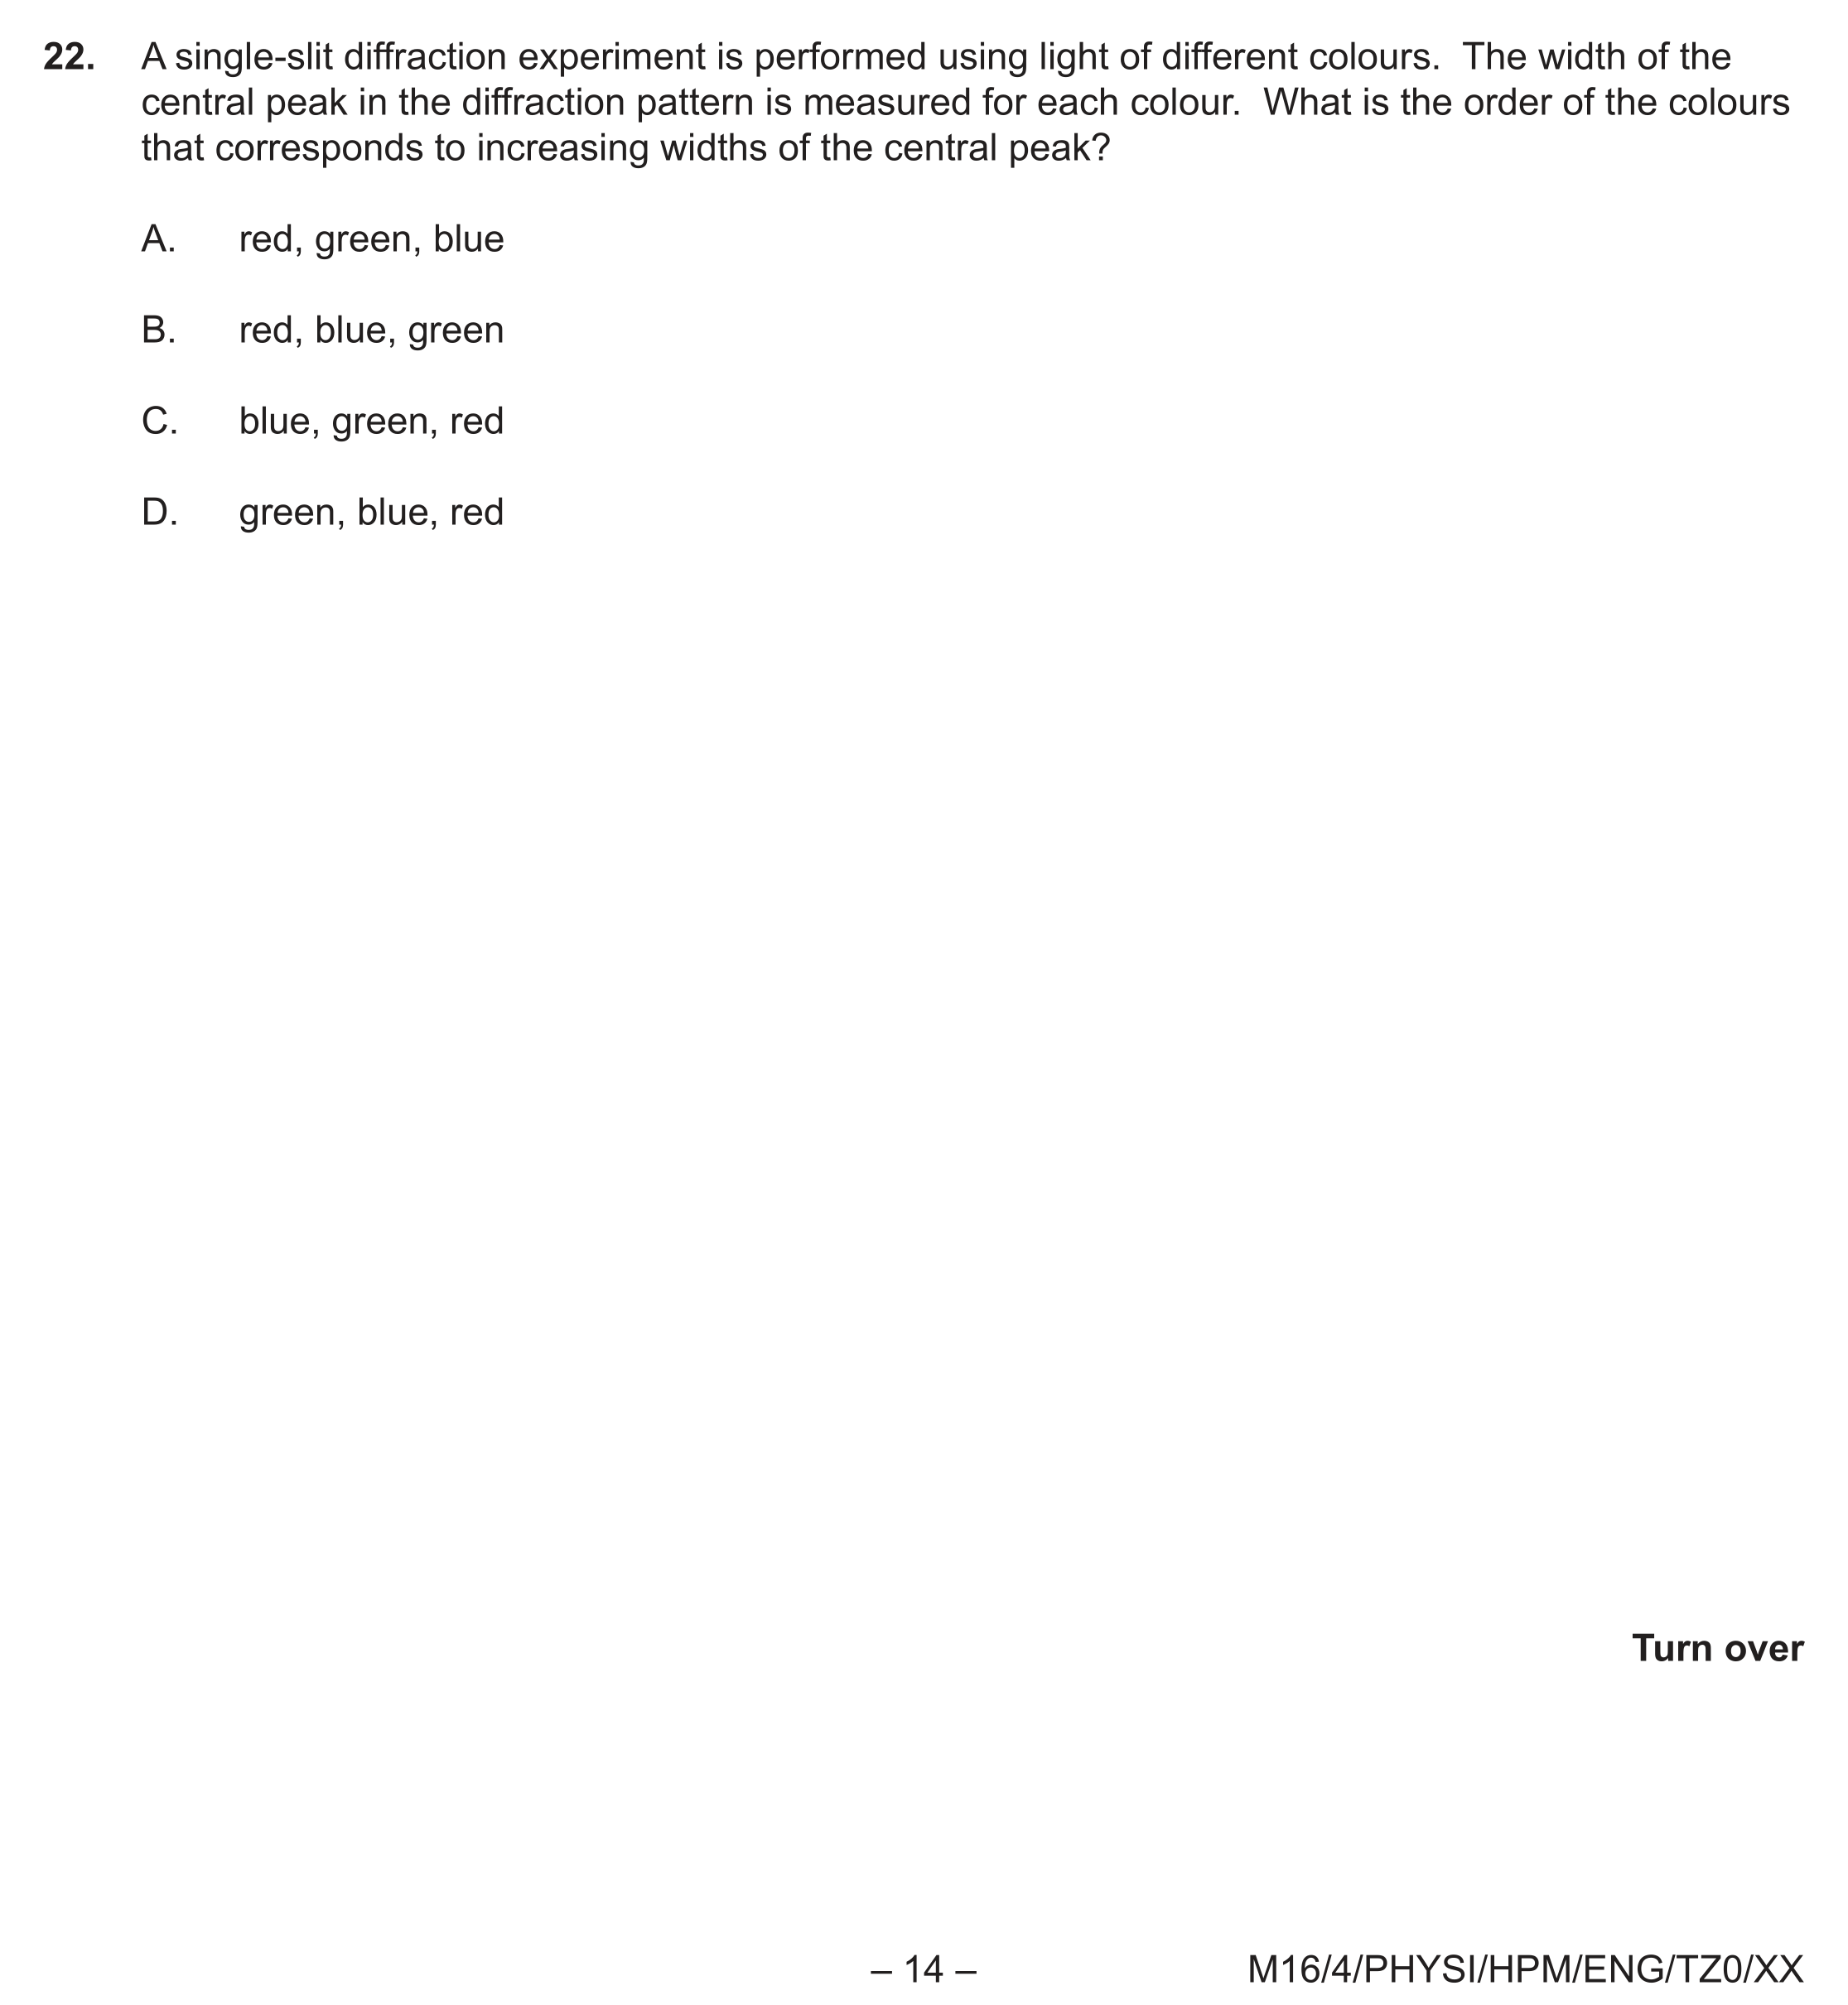 22. A single-slit diffraction experiment is performed using light of different colours. The width of the
central peak in the diffraction pattern is measured for each colour. What is the order of the colours
that corresponds to increasing widths of the central peak?
A. red, green, blue
B. red, blue, green
C. blue, green, red
D. green, blue, red
Turn over
– 14 –
M16/4/PHYSI/HPM/ENG/TZ0/XX